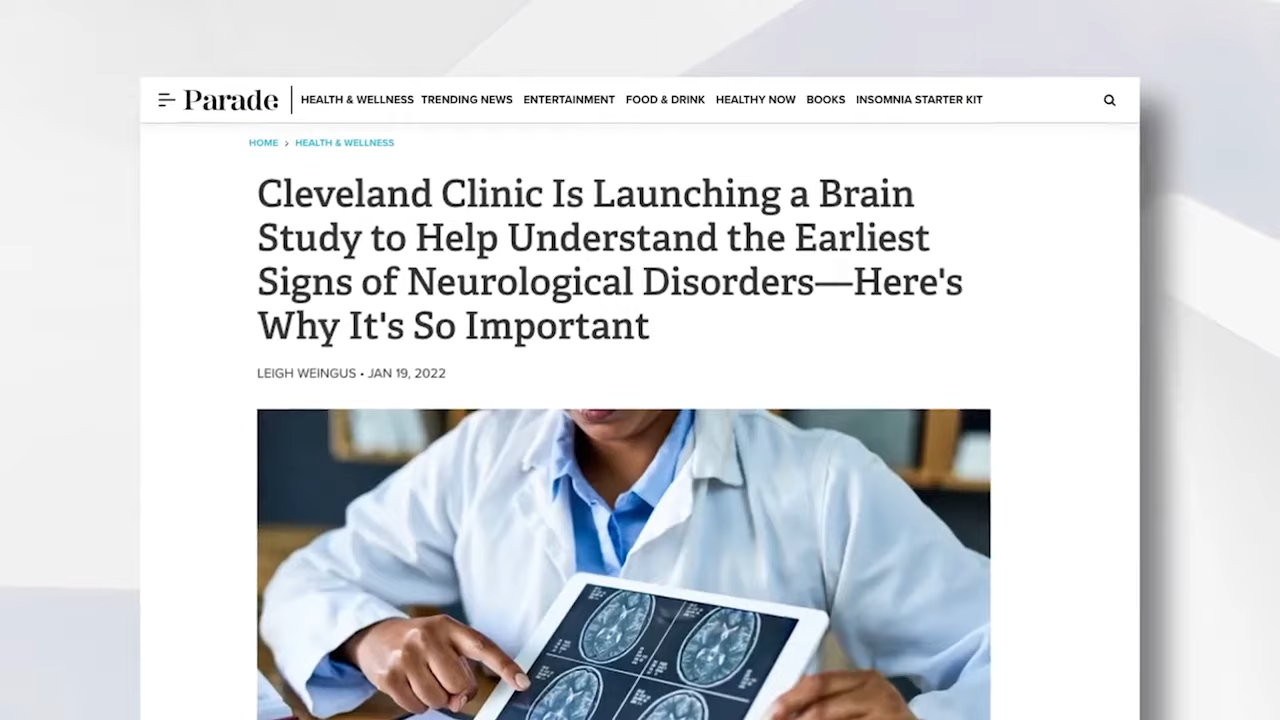 Parade
HEALTH & WELLNESS TRENDING NEWS ENTERTAINMENT FOOD & DRINK HEALTHY NOW BOOKS INSOMNIA STARTER KIT
HOME > HEALTH & WELLNESS
Cleveland Clinic Is Launching a Brain
Study to Help Understand the Earliest
Signs of Neurological Disorders—Here's
Why It's So Important
LEIGH WEINGUS • JAN 19, 2022